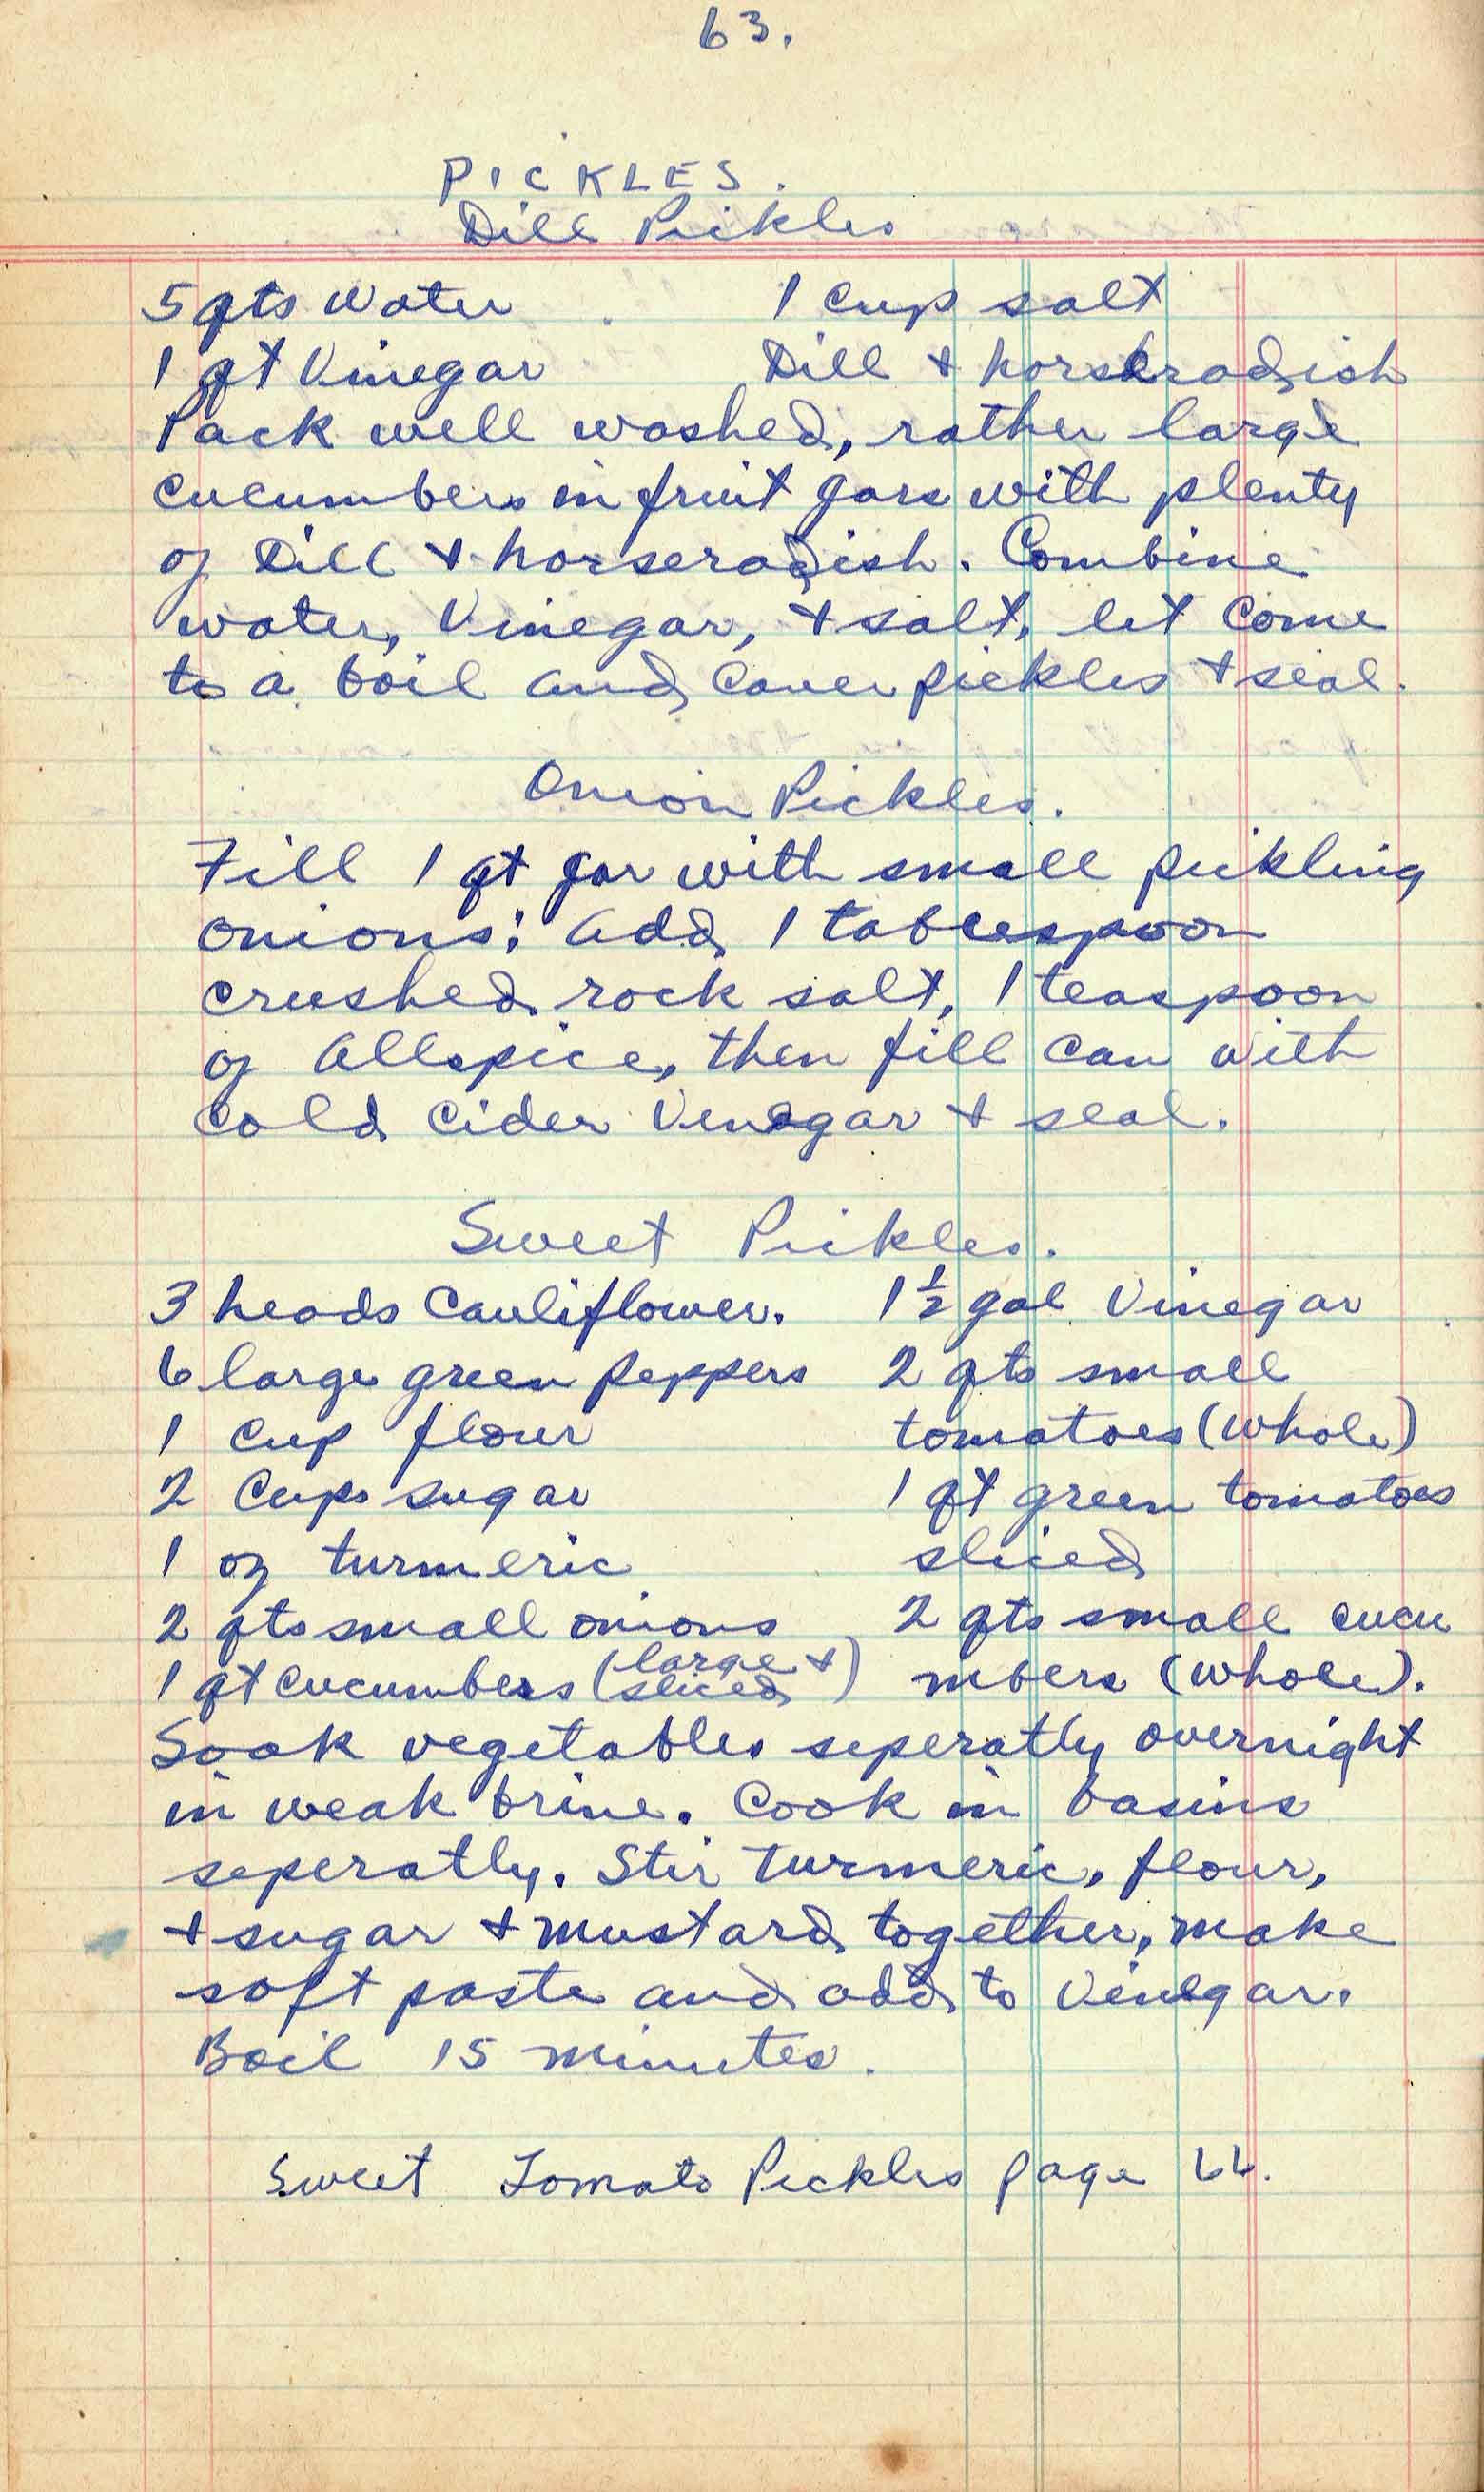 63.
PICKLES.
Dill Pickles
5 qts water 1 cup salt
1 qt Vinegar Dill & horseradish
Pack well washed, rather large
cucumbers in fruit jars with plenty
of Dill & horseradish. Combine
water, Vinegar, & salt, let come
to a boil and cover pickles & seal.
Onion Pickles.
Fill 1 qt jar with small pickling
onions; add 1 tablespoon
crushed rock salt, 1 teaspoon
of allspice, then fill can with
cold cider Vinegar & seal.
Sweet Pickles.
3 heads Cauliflower. 1 1/2 gal Vinegar
6 large green peppers 2 qts small
1 cup flour tomatoes (whole)
2 cups sugar 1 qt green tomatoes
1 oz turmeric sliced
2 qts small onions 2 qts small cucu
1 qt cucumbers (large & sliced) mbers (whole).
Soak vegetables seperatly overnight
in weak brine. Cook in basins
seperatly. Stir turmeric, flour,
& sugar & mustard together, make
soft paste and add to Vinegar.
Boil 15 minutes.
Sweet Tomato Pickles page 66.